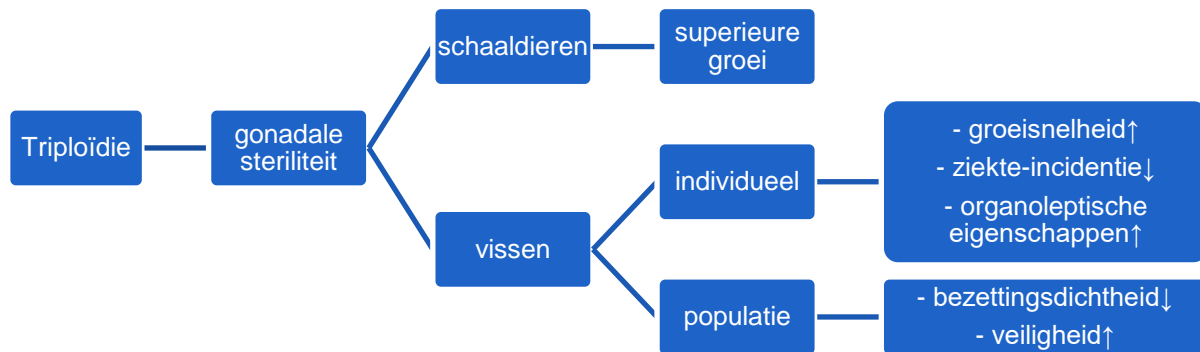 Triploïdie
gonadale
steriliteit
schaaldieren
superieure
groei
vissen
individueel
- groeisnelheid↑
- ziekte-incidentie↓
- organoleptische
eigenschappen↑
populatie
- bezettingsdichtheid↓
- veiligheid↑